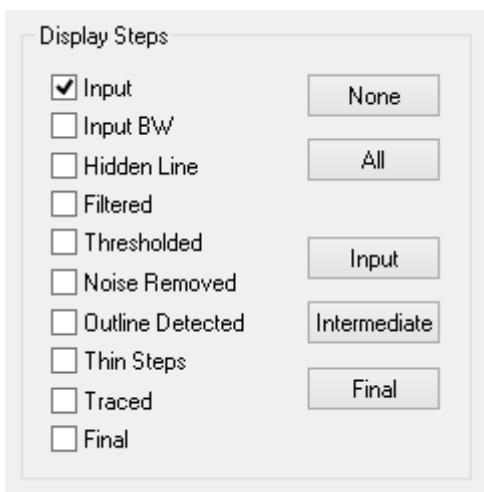 Display Steps
Input
Input BW
Hidden Line
Filtered
Thresholded
Noise Removed
Outline Detected
Thin Steps
Traced
Final
None
All
Input
Intermediate
Final